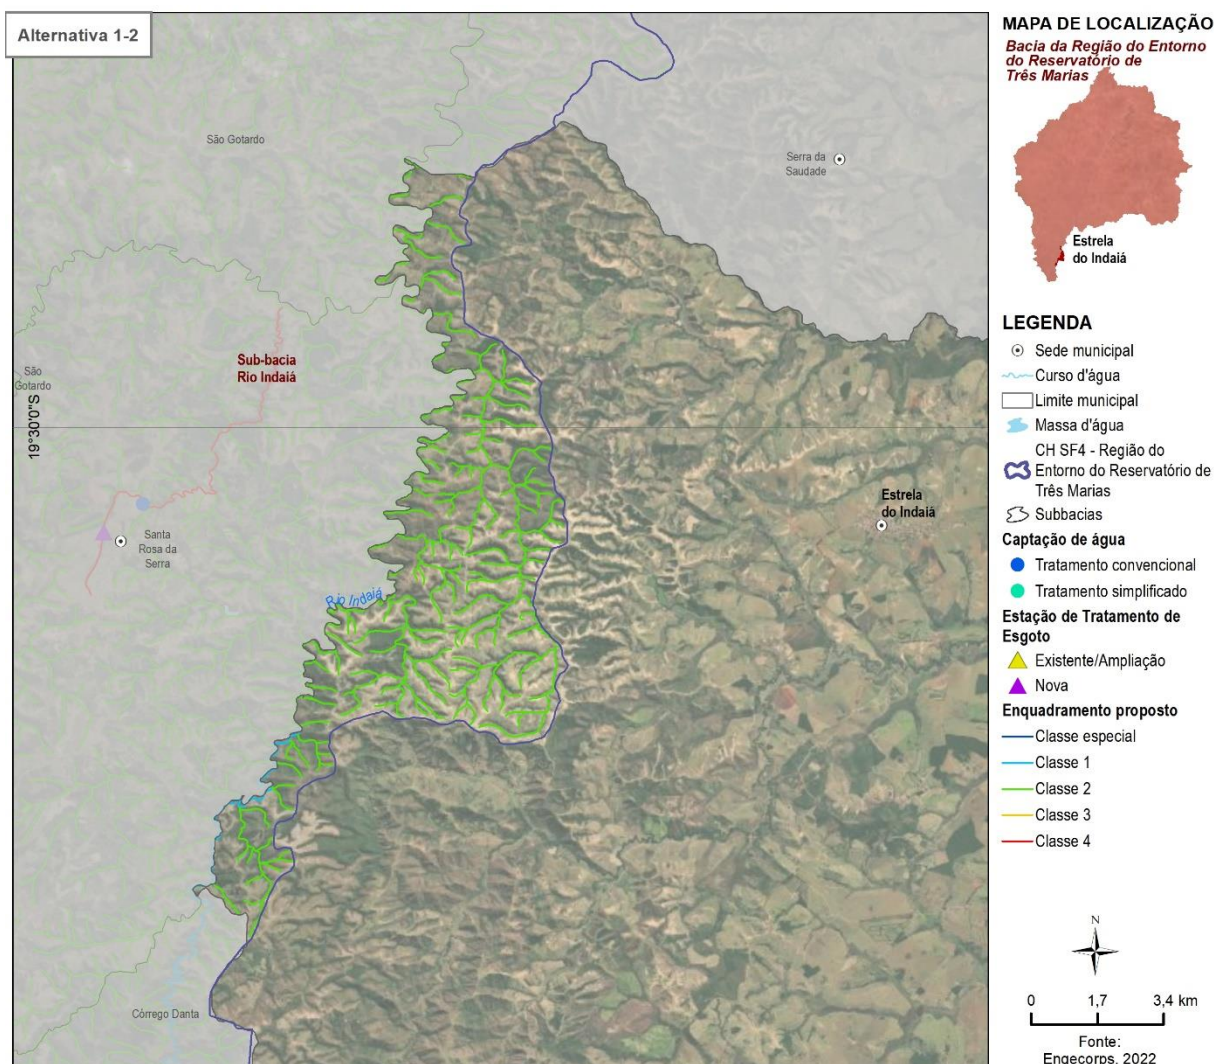 Alternativa 1-2
São Gotardo
Serra da
Saudade
Sub-bacia
Rio Indaiá
São
Gotardo
19°30'0"S
Estrela
do Indaiá
Santa
Rosa da
Serra
Rio Indaiá
Córrego Danta
MAPA DE LOCALIZAÇÃO
Bacia da Região do Entorno
do Reservatório de
Três Marias
Estrela
do Indaiá
LEGENDA
Sede municipal
Curso d'água
Limite municipal
Massa d'água
CH SF4 - Região do
Entorno do Reservatório de
Três Marias
Subbacias
Captação de água
Tratamento convencional
Tratamento simplificado
Estação de Tratamento de
Esgoto
Existente/Ampliação
Nova
Enquadramento proposto
Classe especial
Classe 1
Classe 2
Classe 3
Classe 4
N
0 1,7 3,4 km
Fonte:
Engecorps, 2022